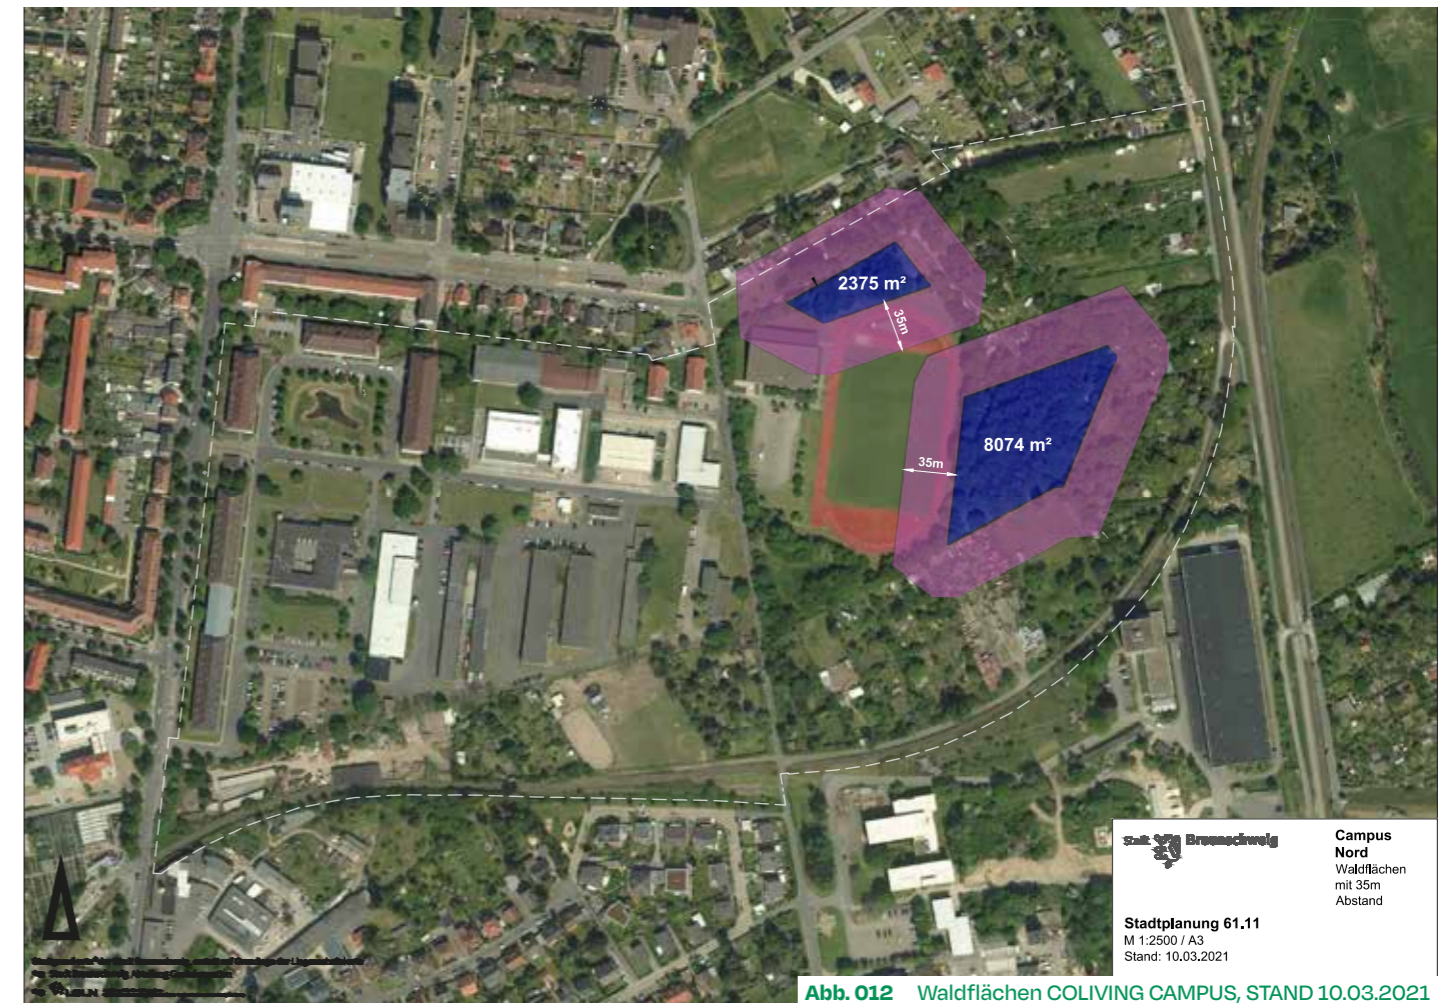 2375 m²
35m
8074 m²
35m
Stadt Braunschweig
Campus
Nord
Waldflächen
mit 35m
Abstand
Stadtplanung 61.11
M 1:2500 / A3
Stand: 10.03.2021
Abb. 012 Waldflächen COLIVING CAMPUS, STAND 10.03.2021